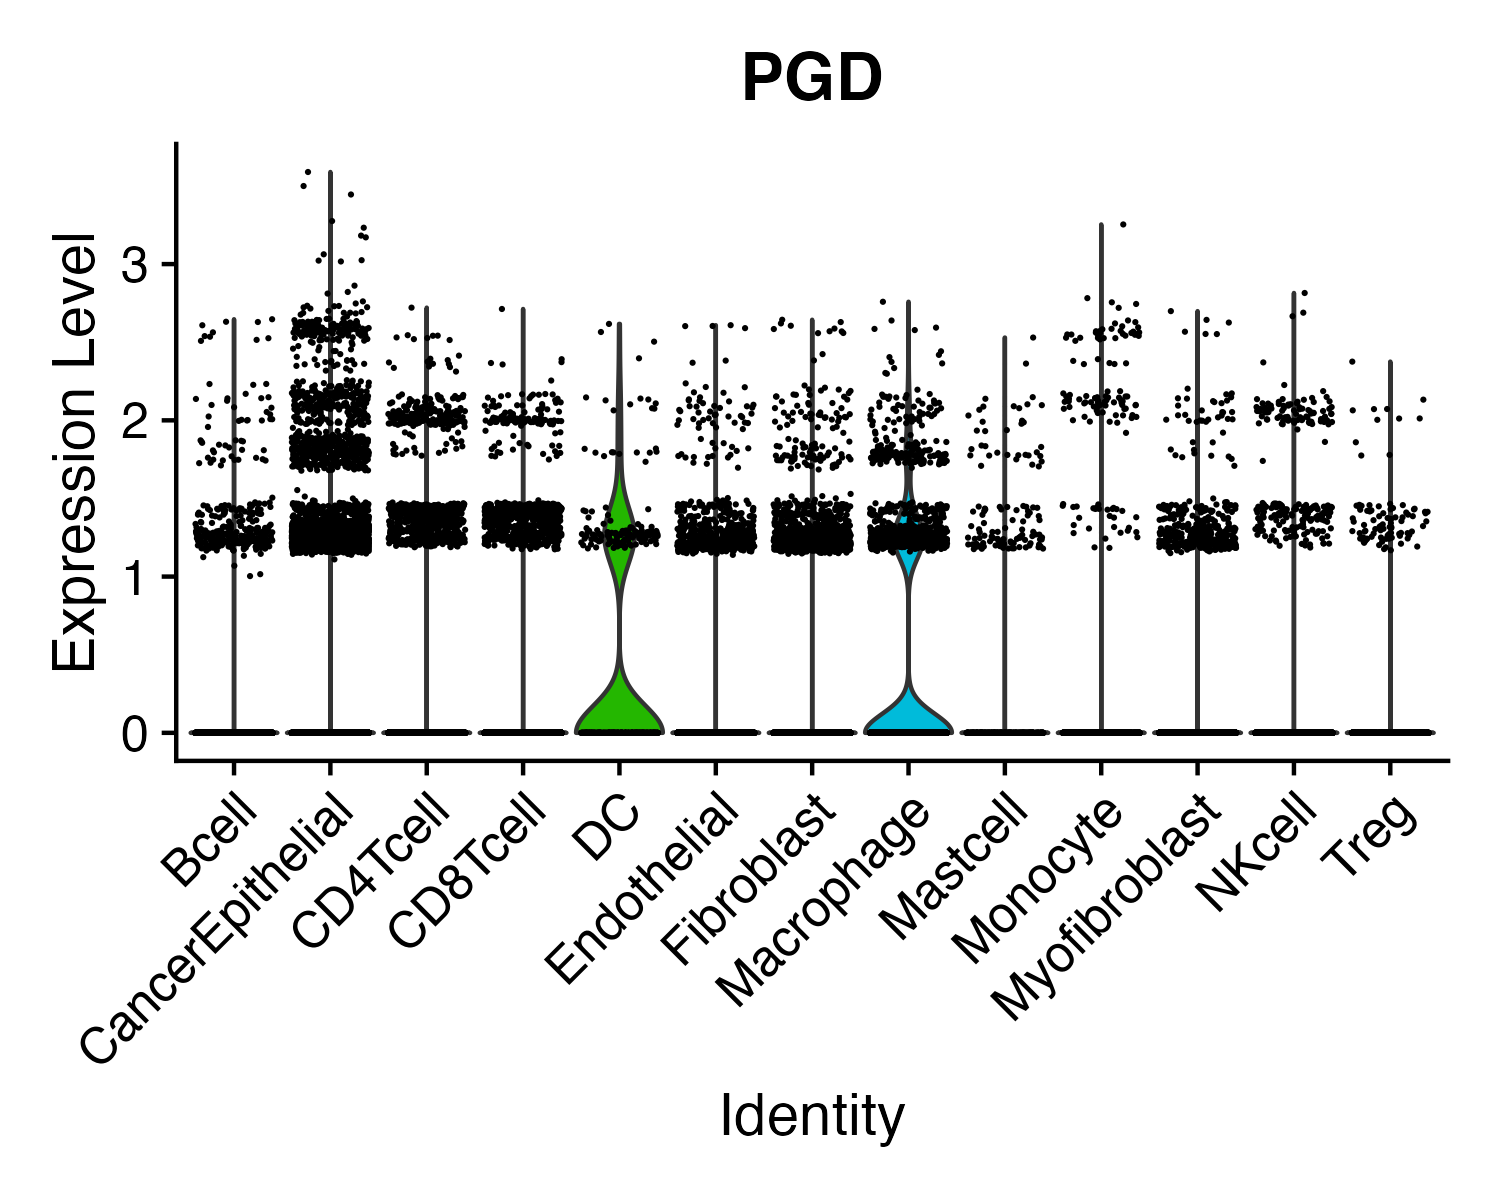 PGD
Expression Level
3
2
1
0
Bcell
CancerEpithelial
CD4Tcell
CD8Tcell
DC
Endothelial
Fibroblast
Macrophage
Mastcell
Monocyte
Myofibroblast
NKcell
Treg
Identity